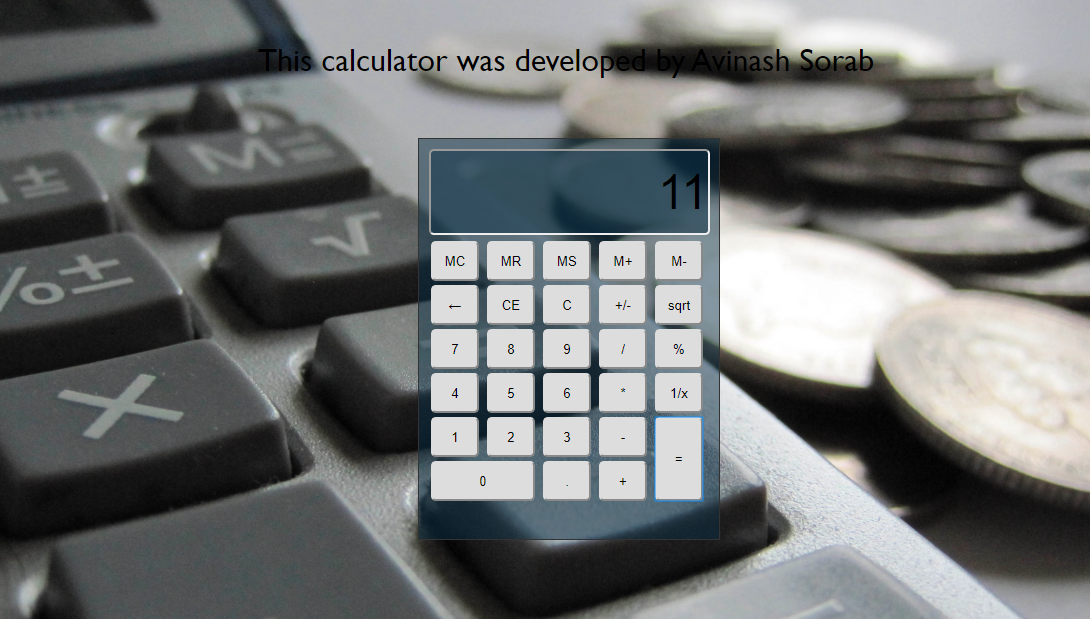 This calculator was developed by Avinash Sorab
M=
±
√
%±
×
11
MC MR MS M+ M-
← CE C +/- sqrt
7 8 9 / %
4 5 6 * 1/x
1 2 3 - =
0 . +